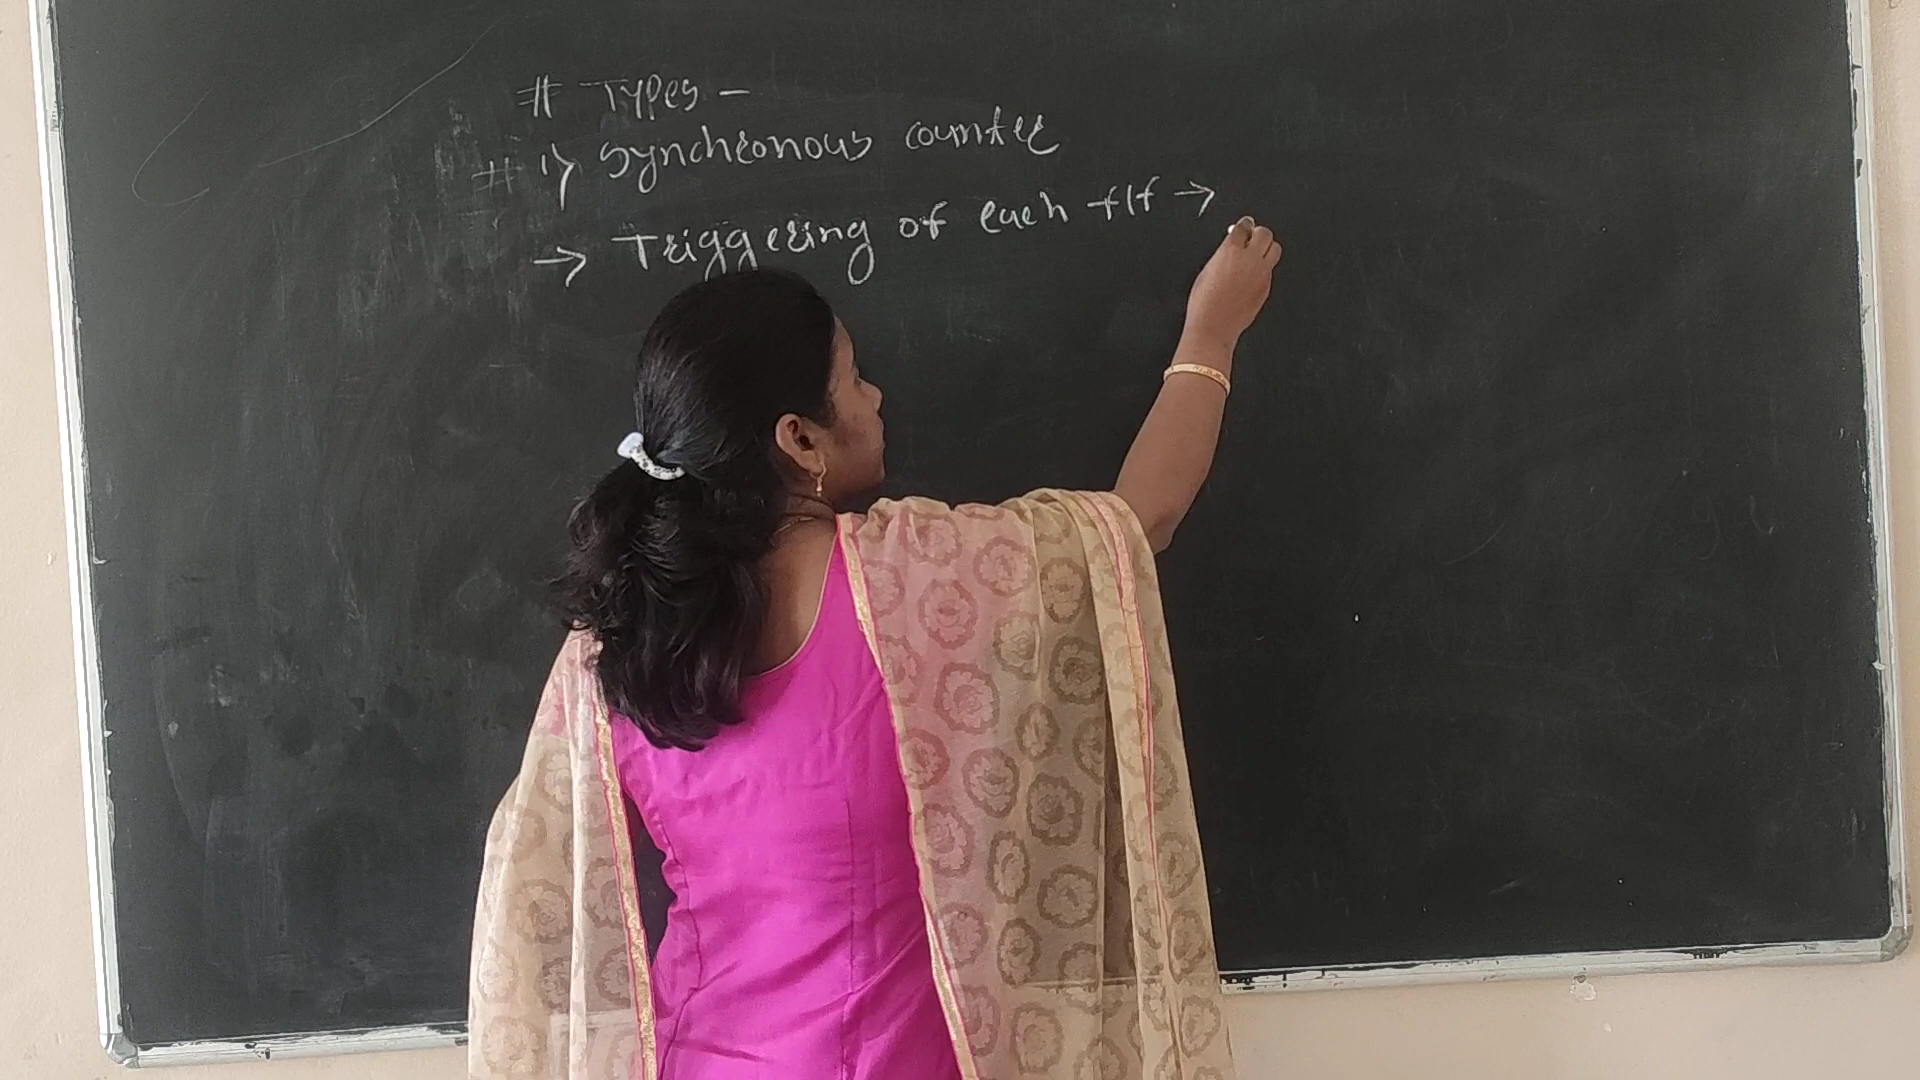 # Types -
# 1> Synchronous counter
→ Triggering of each f/f →